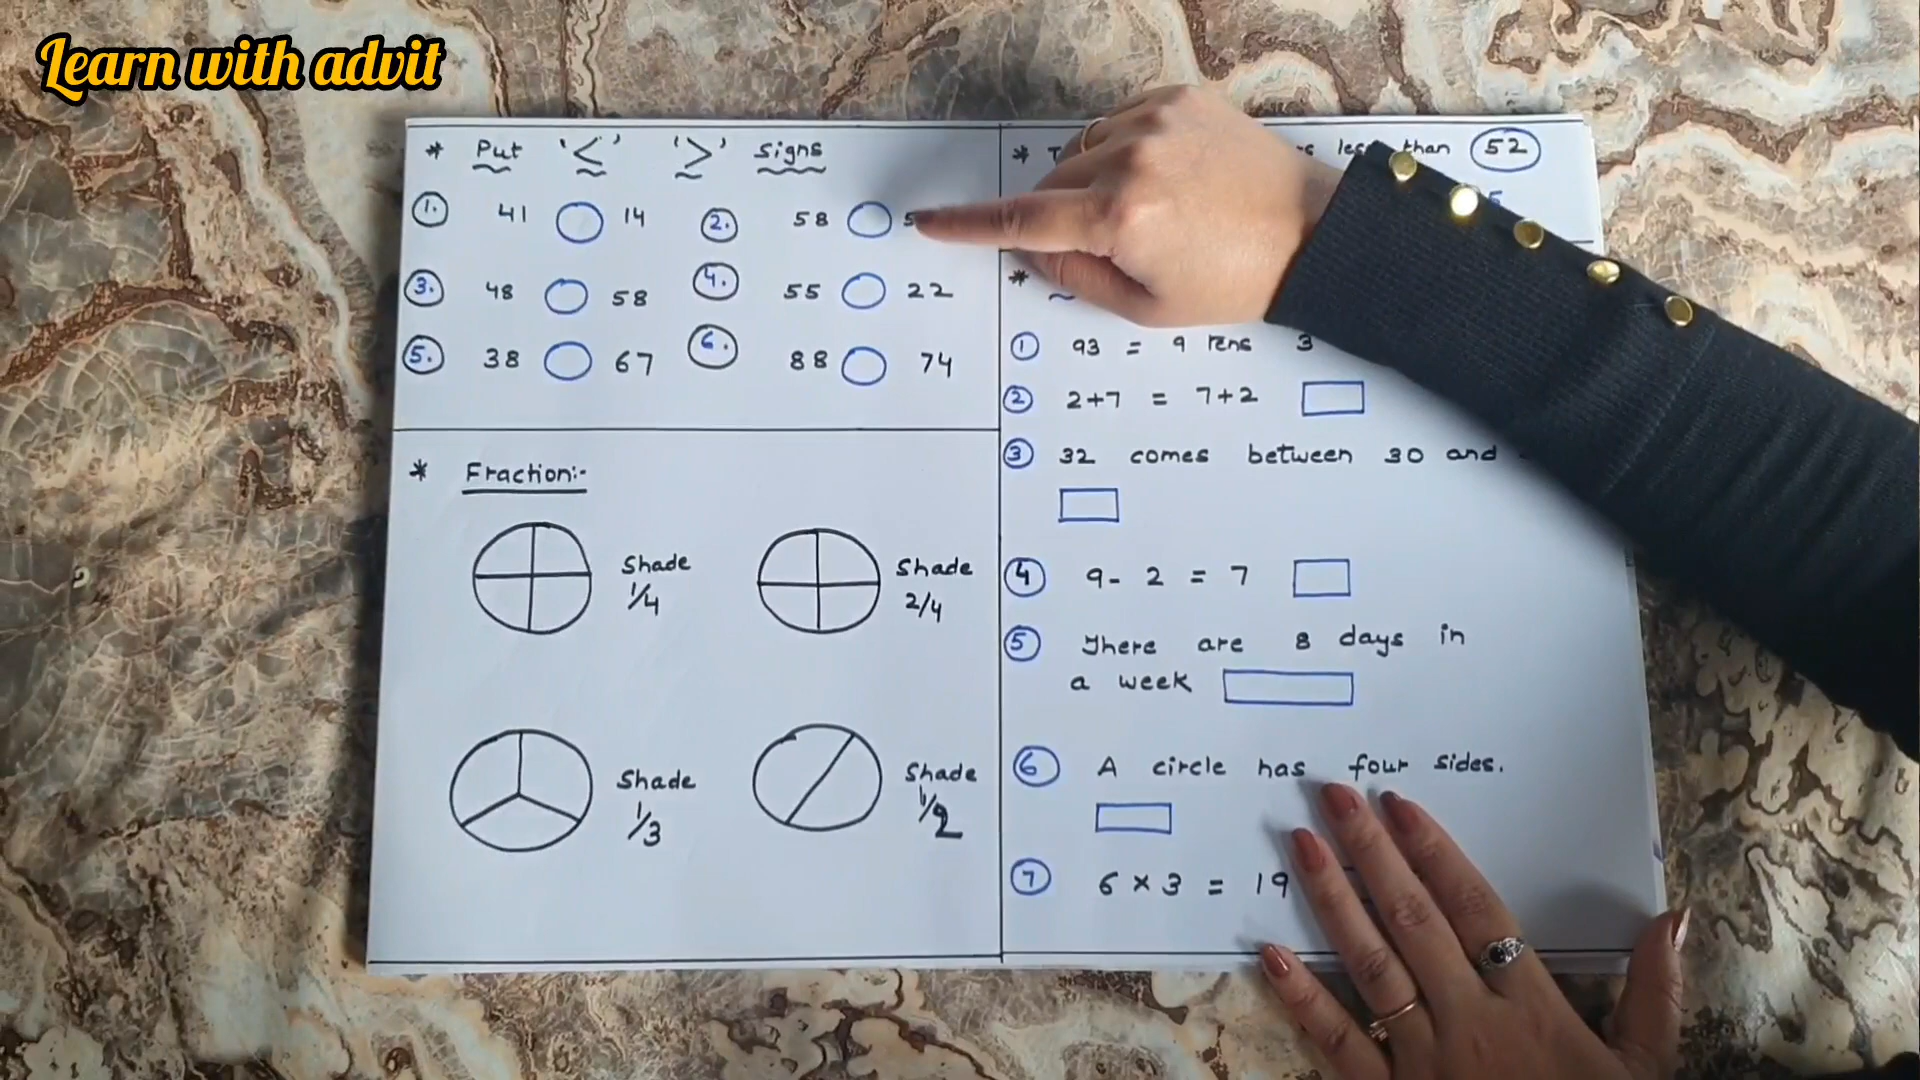 Learn with advit
* Put '<' '>' signs
1. 41 14 2. 58
3. 48 58 4. 55 22
5. 38 67 6. 88 74
* Fraction:-
Shade
1/4
Shade
2/4
Shade
1/3
Shade
1/2
* less than 52
*
1 93 = 9 Tens 3
2 2+7 = 7+2
3 32 comes between 30 and
4 9- 2 = 7
5 There are 8 days in
a week
6 A circle has four sides.
7 6 × 3 = 19